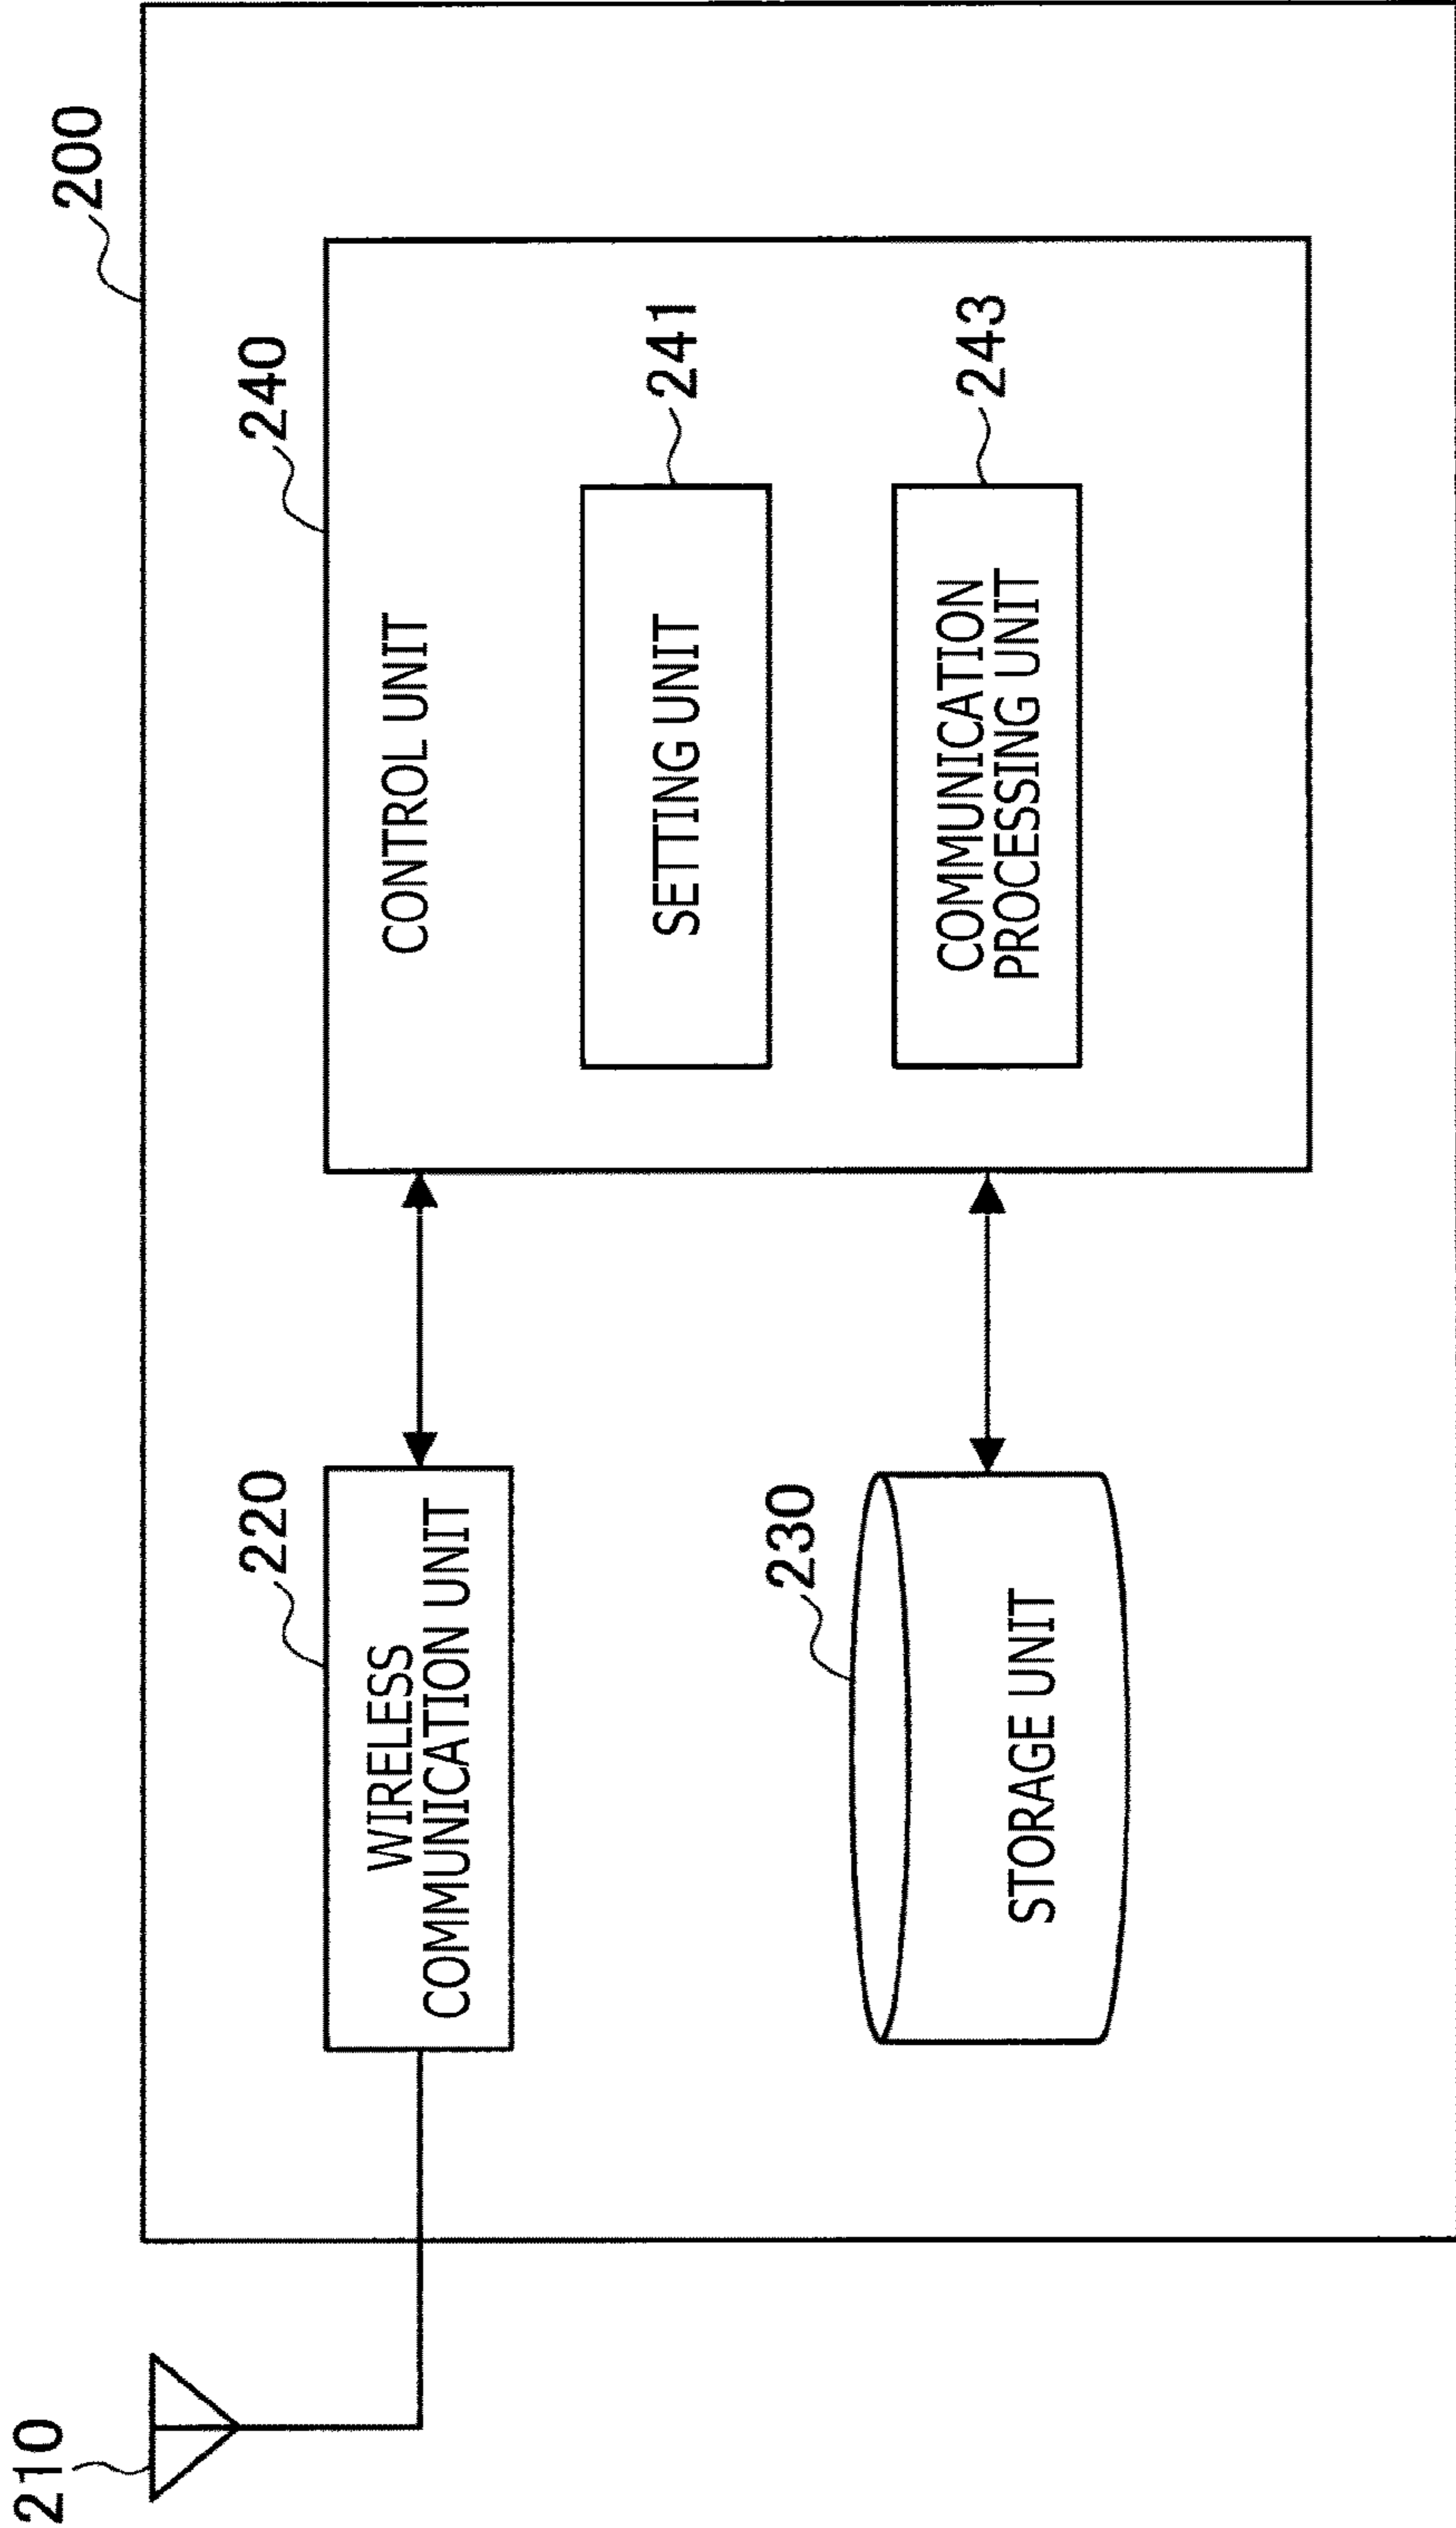 200
210
220
WIRELESS
COMMUNICATION UNIT
240
CONTROL UNIT
230
STORAGE UNIT
241
SETTING UNIT
243
COMMUNICATION
PROCESSING UNIT